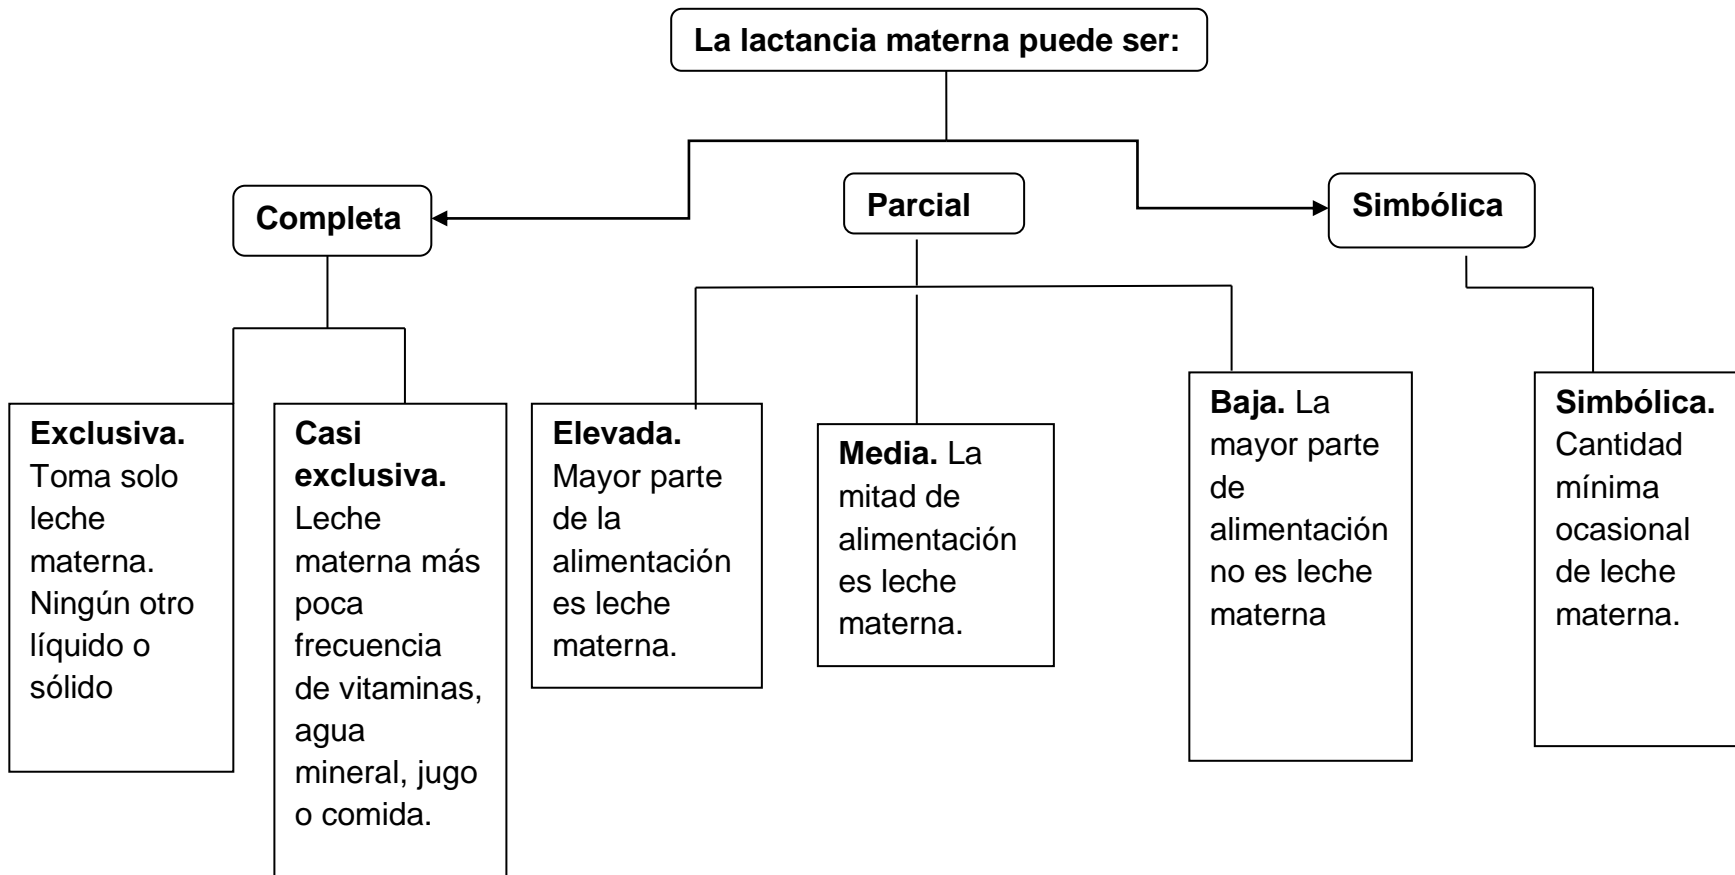 La lactancia materna puede ser:
Completa
Parcial
Simbólica
Exclusiva.
Toma solo
leche
materna.
Ningún otro
líquido o
sólido
Casi
exclusiva.
Leche
materna más
poca
frecuencia
de vitaminas,
agua
mineral, jugo
o comida.
Elevada.
Mayor parte
de la
alimentación
es leche
materna.
Media. La
mitad de
alimentación
es leche
materna.
Baja. La
mayor parte
de
alimentación
no es leche
materna
Simbólica.
Cantidad
mínima
ocasional
de leche
materna.